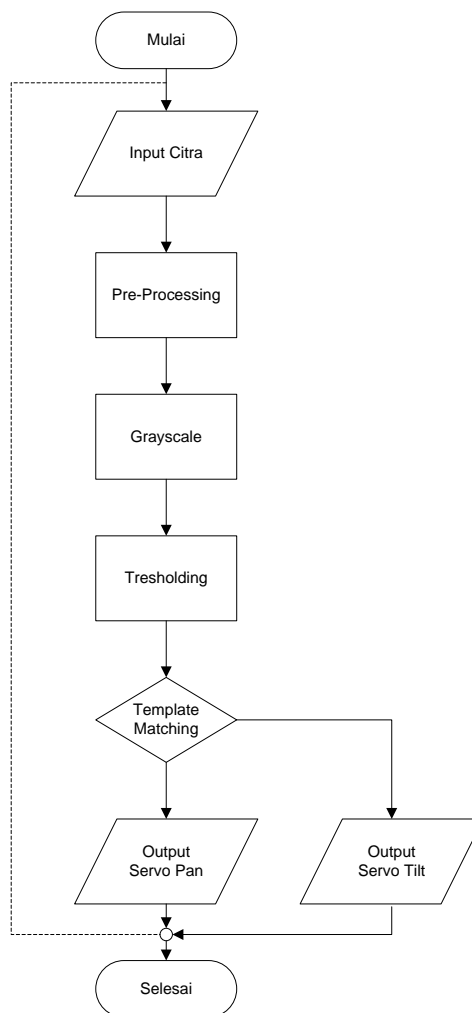 Mulai
Input Citra
Pre-Processing
Grayscale
Tresholding
Template
Matching
Output
Servo Pan
Output
Servo Tilt
Selesai